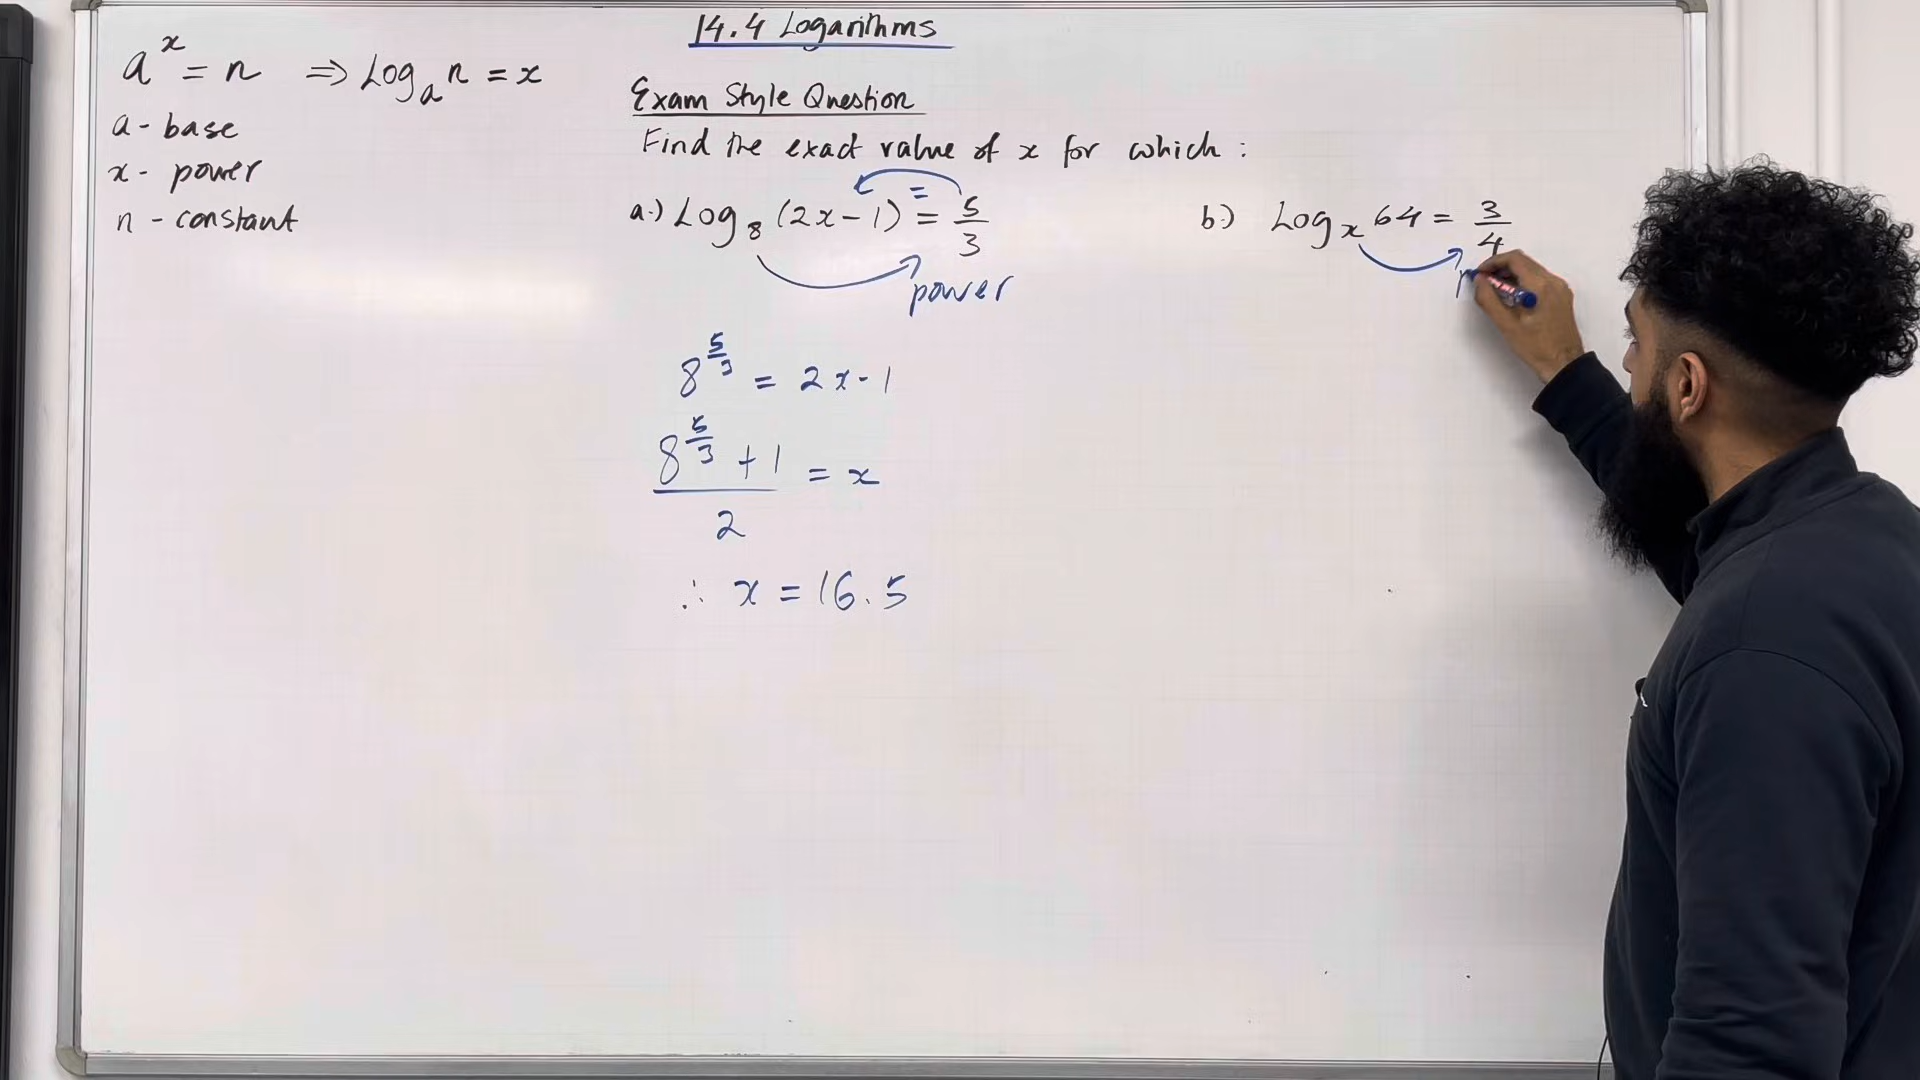 14.4 Logarithms
a^x = n ⇒ Log_a n = x
a - base
x - power
n - constant
Exam Style Question
Find the exact value of x for which :
a.) Log_8 (2x-1) = 5/3
=
power
8^(5/3) = 2x-1
(8^(5/3) + 1)/2 = x
∴ x = 16.5
b.) Log_x 64 = 3/4